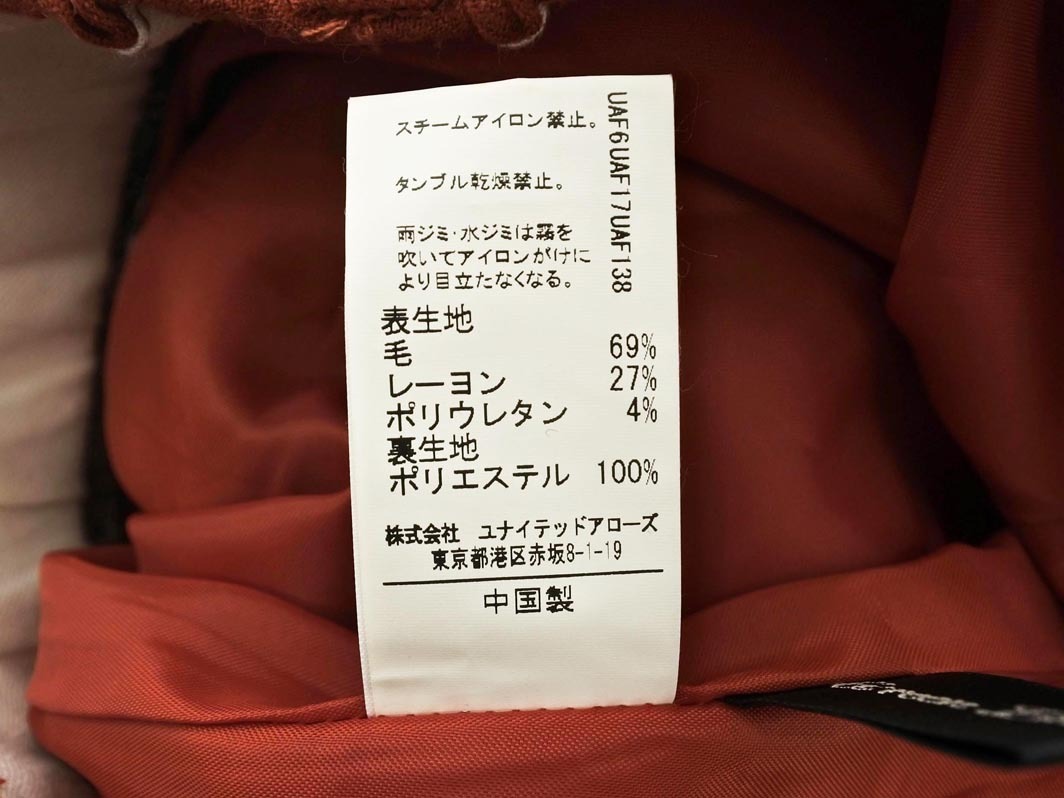 スチームアイロン禁止。
タンブル乾燥禁止。
雨ジミ・水ジミは霧を
吹いてアイロンがけに
より目立たなくなる。
UAF6UAF17UAF138
表生地
毛 69%
レーヨン 27%
ポリウレタン 4%
裏生地
ポリエステル 100%
株式会社 ユナイテッドアローズ
東京都港区赤坂8-1-19
中国製